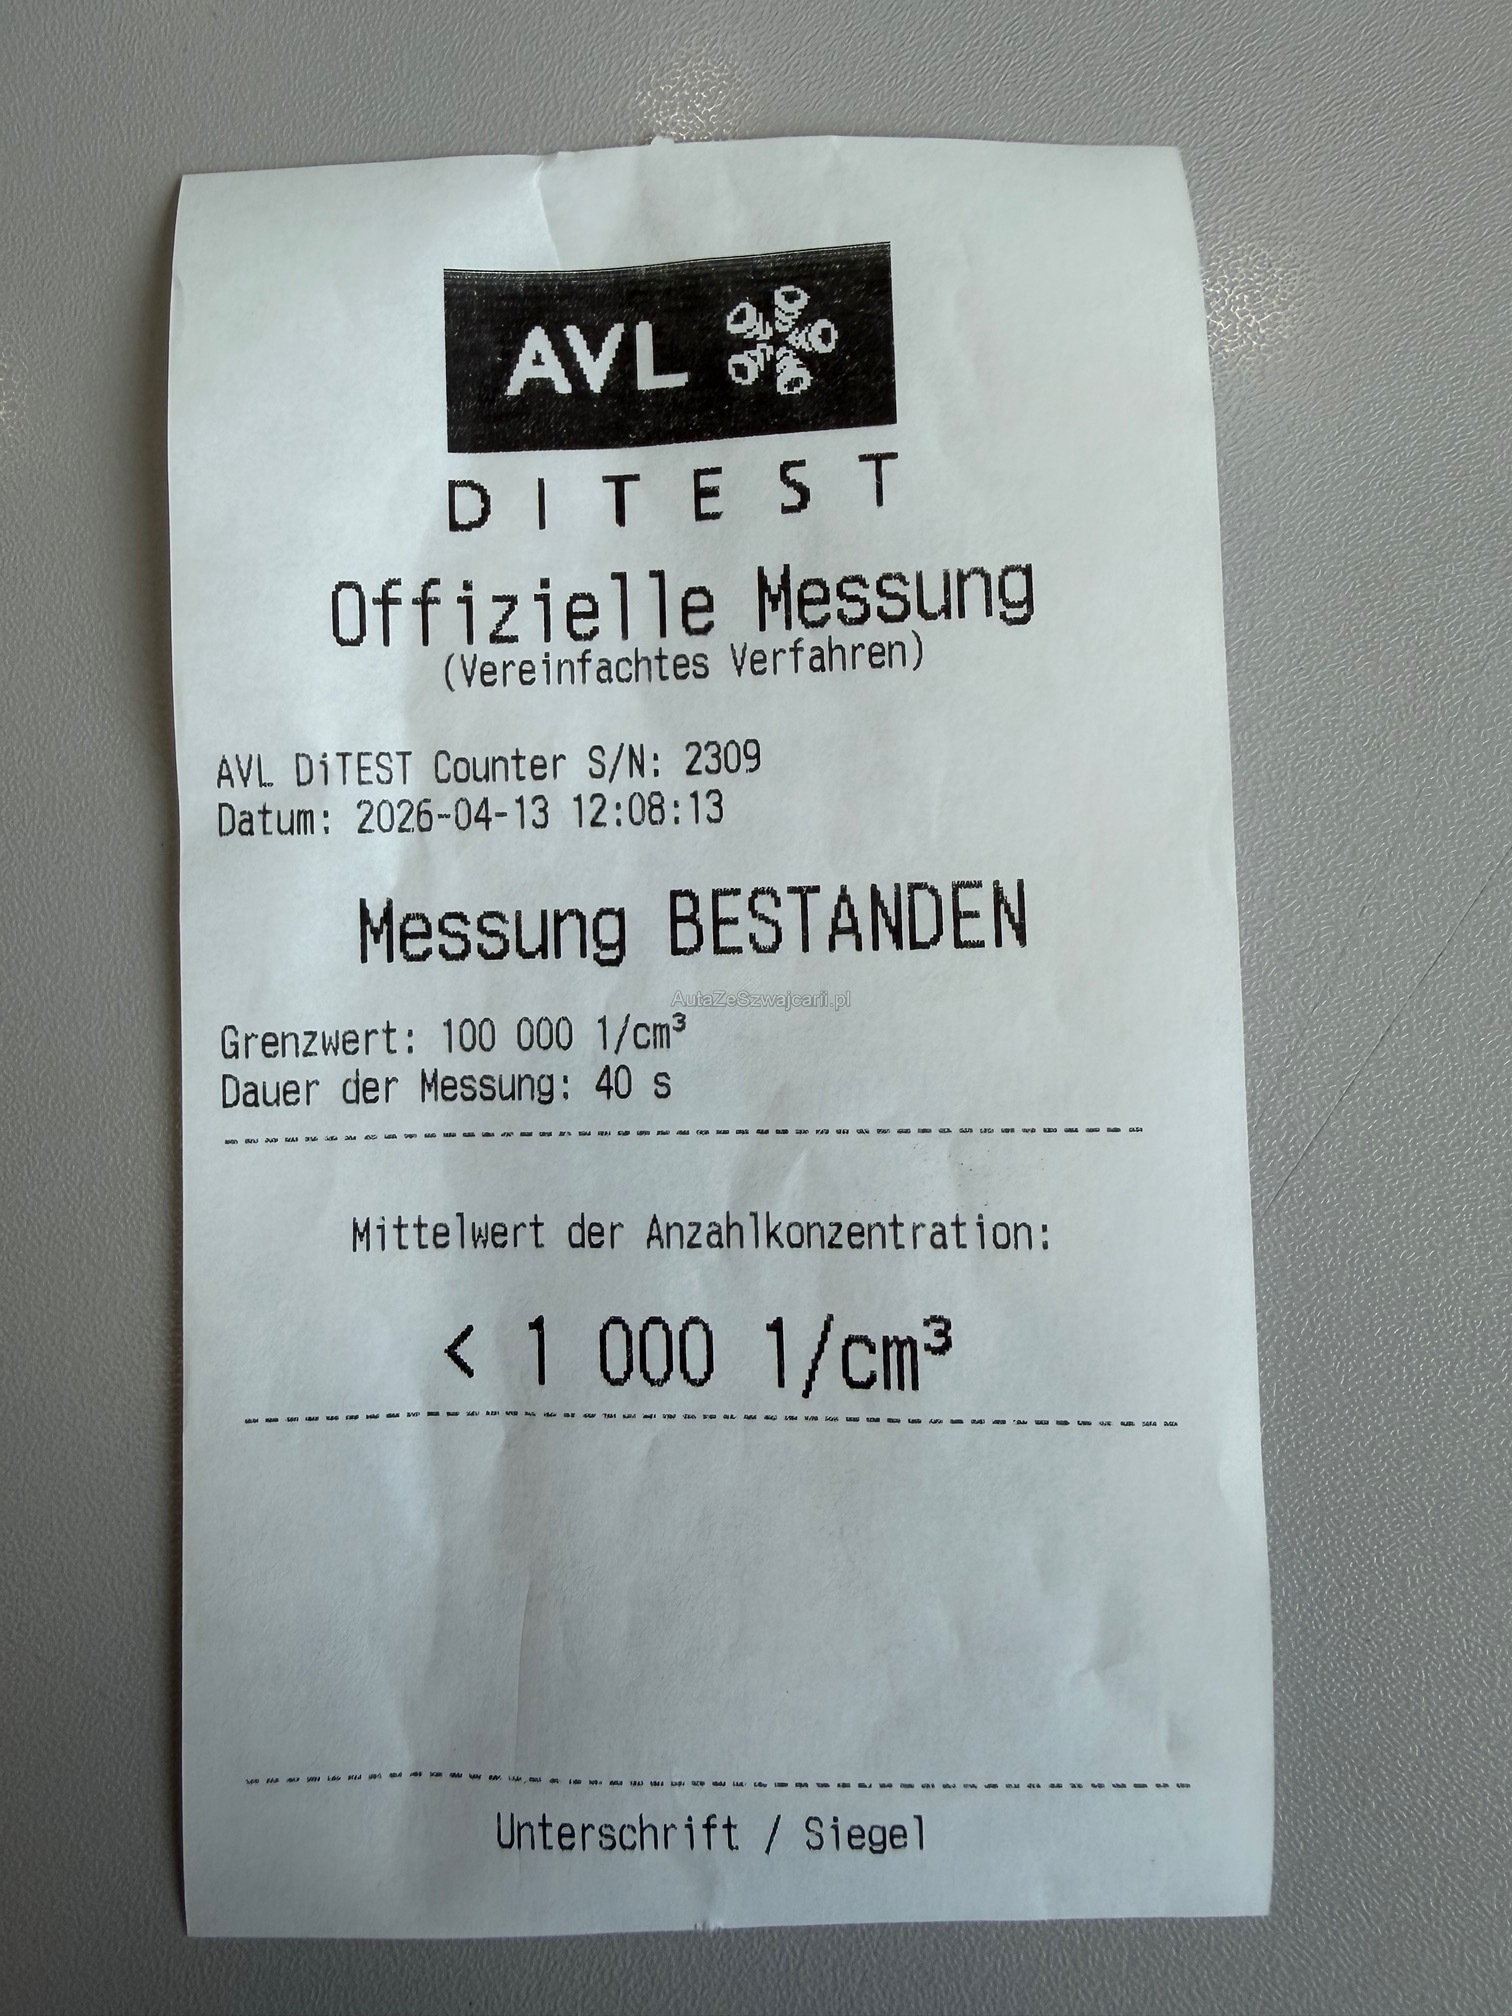 AVL
DITEST
Offizielle Messung
(Vereinfachtes Verfahren)
AVL DiTEST Counter S/N: 2309
Datum: 2026-04-13 12:08:13
Messung BESTANDEN
AutaZeSzwajcarii.pl
Grenzwert: 100 000 1/cm³
Dauer der Messung: 40 s
Mittelwert der Anzahlkonzentration:
< 1 000 1/cm³
Unterschrift / Siegel